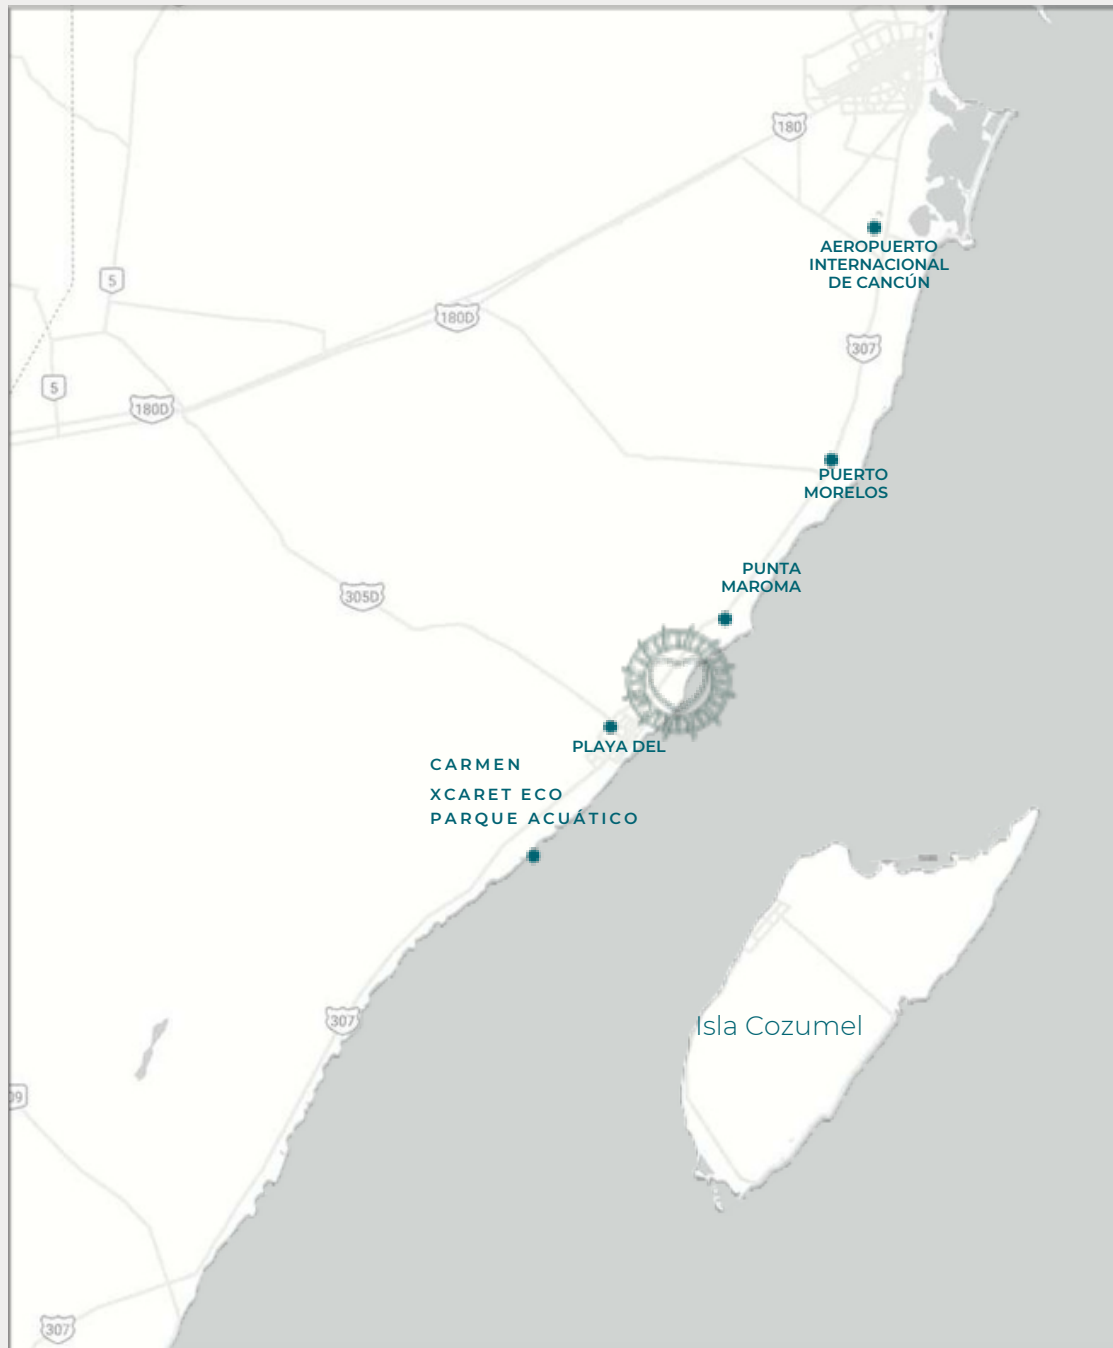 180
AEROPUERTO
INTERNACIONAL
DE CANCÚN
5
180D
307
5
180D
PUERTO
MORELOS
PUNTA
MAROMA
305D
PLAYA DEL
CARMEN
XCARET ECO
PARQUE ACUÁTICO
307
Isla Cozumel
307